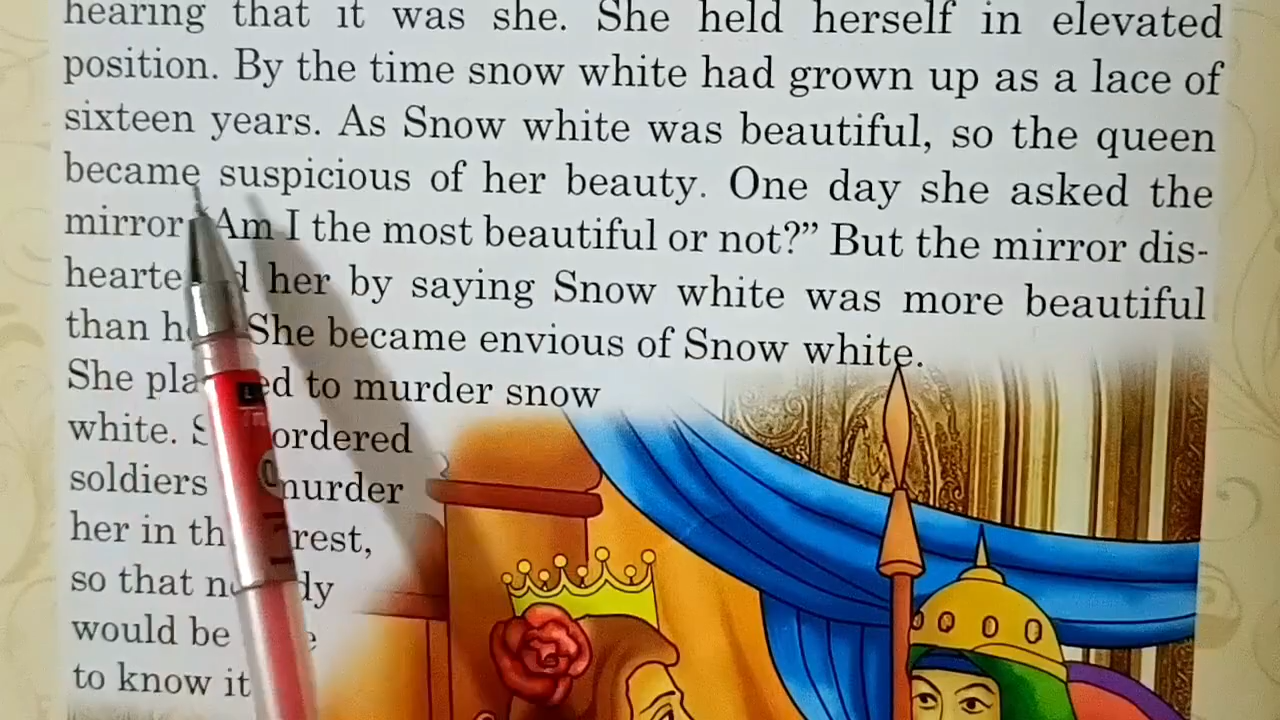 hearing that it was she. She held herself in elevated
position. By the time snow white had grown up as a lace of
sixteen years. As Snow white was beautiful, so the queen
became suspicious of her beauty. One day she asked the
mirror "Am I the most beautiful or not?" But the mirror dis-
her by saying Snow white was more beautiful
than She became envious of Snow white.
She to murder snow
white. ordered
soldiers murder
her in
so that
would be
to know it